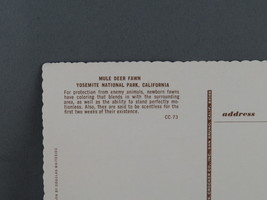 MULE DEER FAWN
YOSEMITE NATIONAL PARK, CALIFORNIA
For protection from enemy animals, newborn fawns
have coloring that blends in with the surrounding
area, as well as the ability to stand perfectly mo-
tionless. Also, they are said to be scentless for
the first two weeks of their existence.
CC-73
address